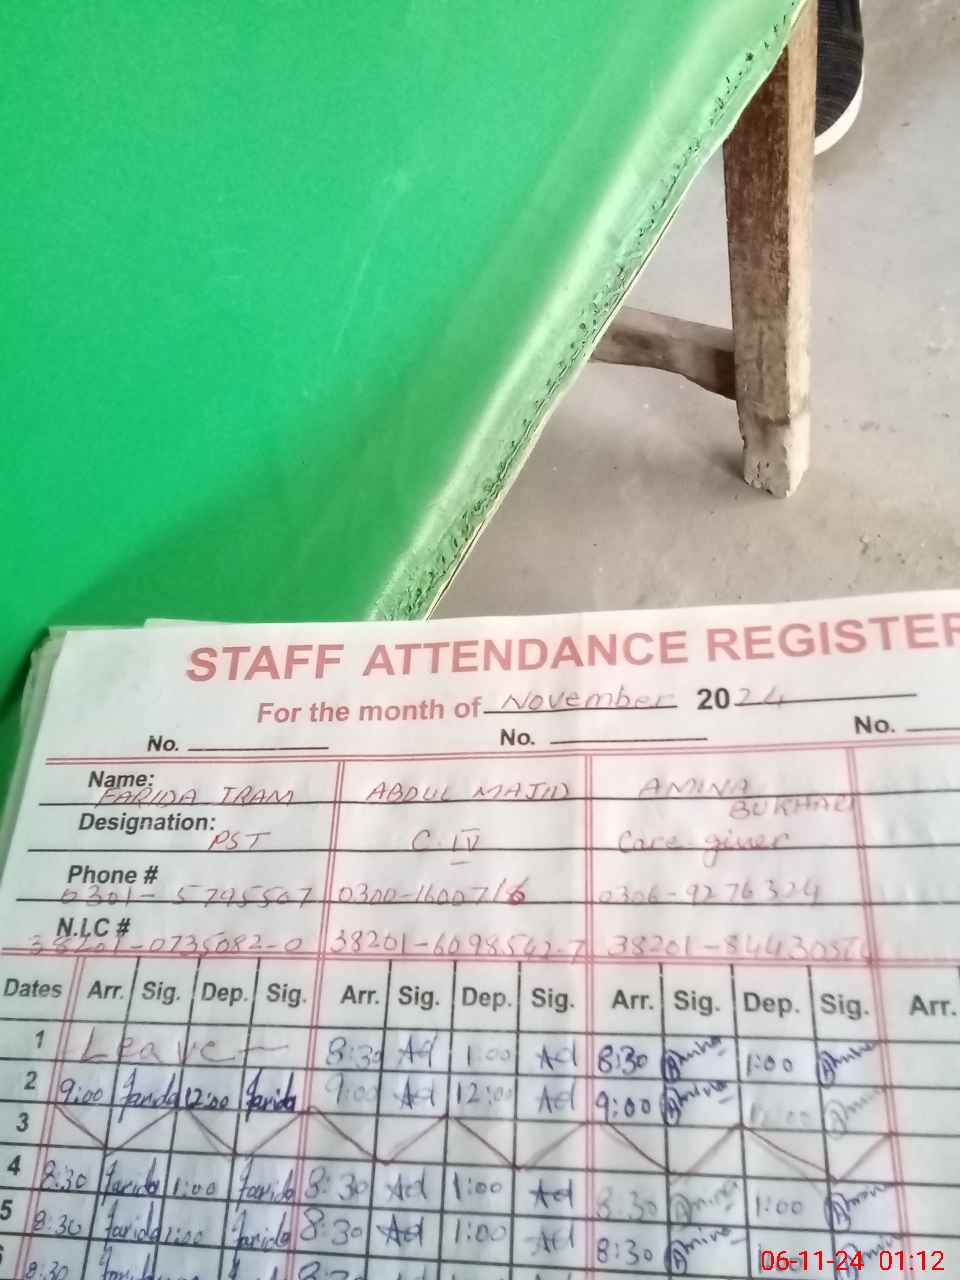 STAFF ATTENDANCE REGISTER
For the month of November 2024
No. No. No.
Name: FARIDA IRAM ABDUL MAJID AMINA BUKHARI
Designation: PST C.IV Care giver
Phone # 0301-5795507 0300-1600716 0306-9276324
N.I.C # 38201-0735082-0 38201-6098542-7
Dates Arr. Sig. Dep. Sig. Arr. Sig. Dep. Sig. Arr. Sig. Dep. Sig. Arr.
1 Leave 8:30 Ad 1:00 Ad 8:30 Amina 1:00 Amina
2 9:00 Farida 12:00 Farida 9:00 Ad 12:00 Ad 9:00 Amina Amina
3
4 8:30 Farida 1:00 Farida 8:30 Ad 1:00 Ad 8:30 Amina 1:00 Amina
5 8:30 Farida 1:00 Farida 8:30 Ad 1:00 Ad 8:30 Amina
8:30
06-11-24 01:12